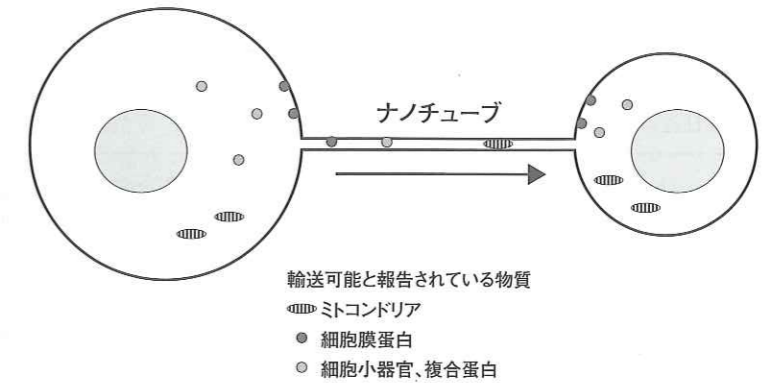 ナノチューブ
輸送可能と報告されている物質
ミトコンドリア
細胞膜蛋白
細胞小器官、複合蛋白